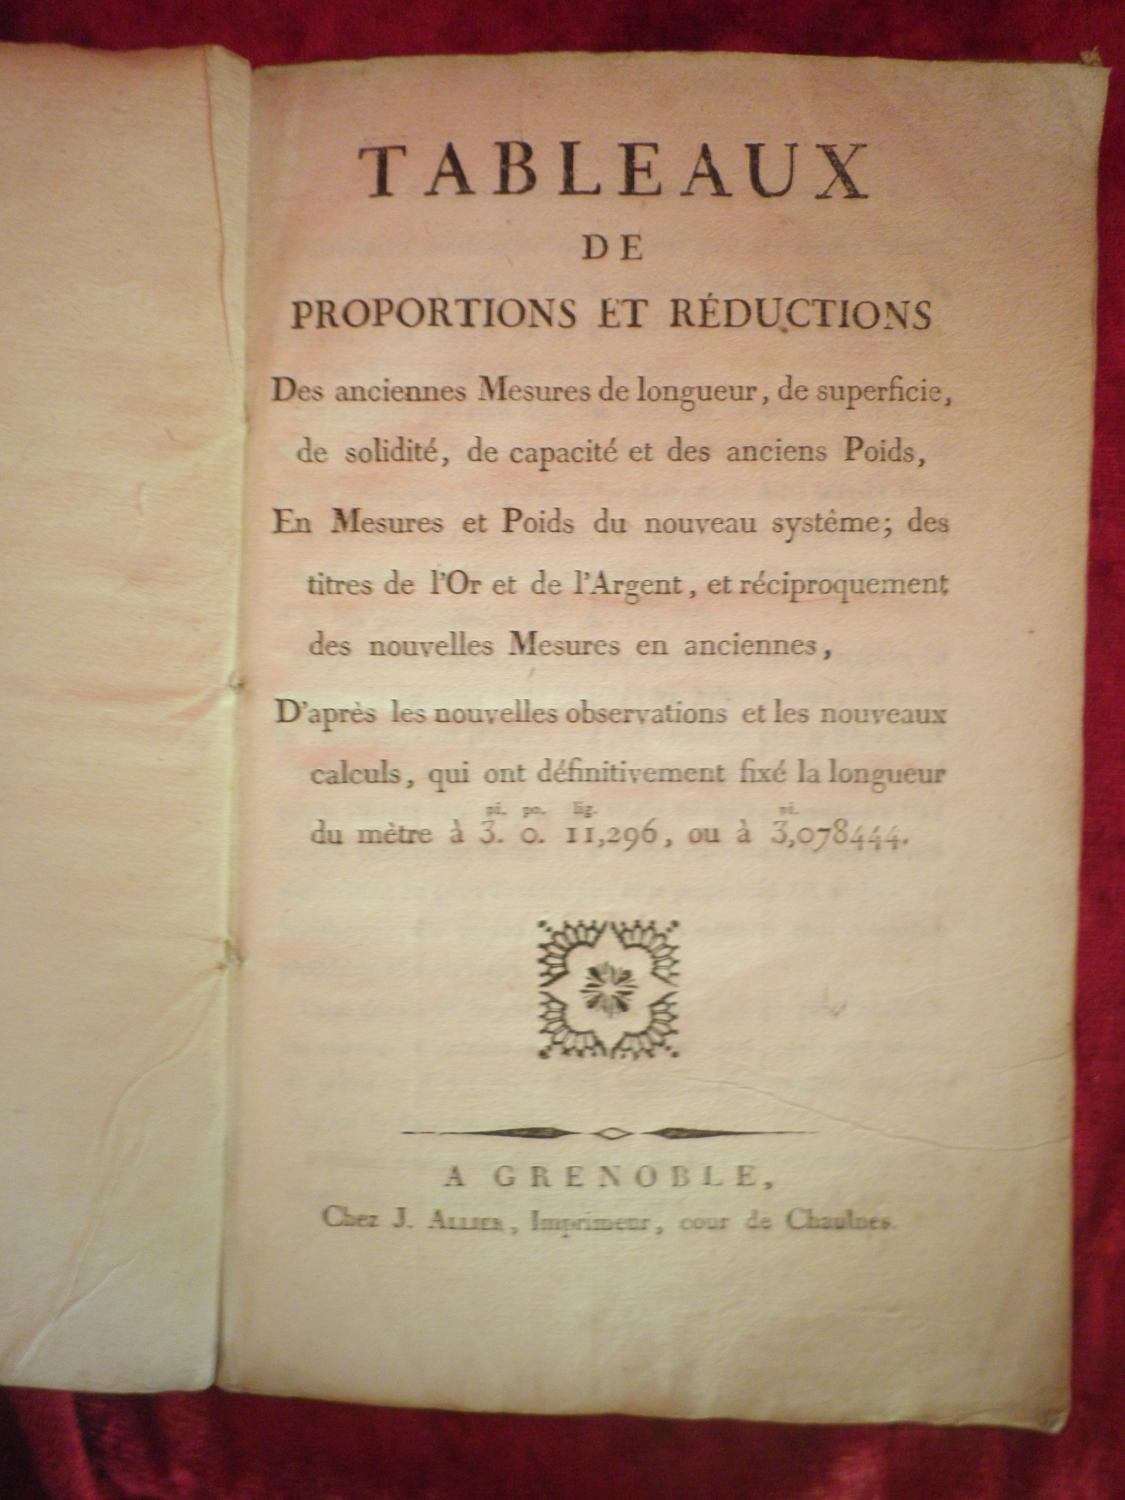 TABLEAUX
DE
PROPORTIONS ET RÉDUCTIONS
Des anciennes Mesures de longueur, de superficie,
de solidité, de capacité et des anciens Poids,
En Mesures et Poids du nouveau systême; des
titres de l'Or et de l'Argent, et réciproquement
des nouvelles Mesures en anciennes,
D'après les nouvelles observations et les nouveaux
calculs, qui ont définitivement fixé la longueur
pi. po. lig. pi.
du mètre à 3. 0. 11,296, ou à 3,078444.
A GRENOBLE,
Chez J. ALLIER, Imprimeur, cour de Chaulnes.